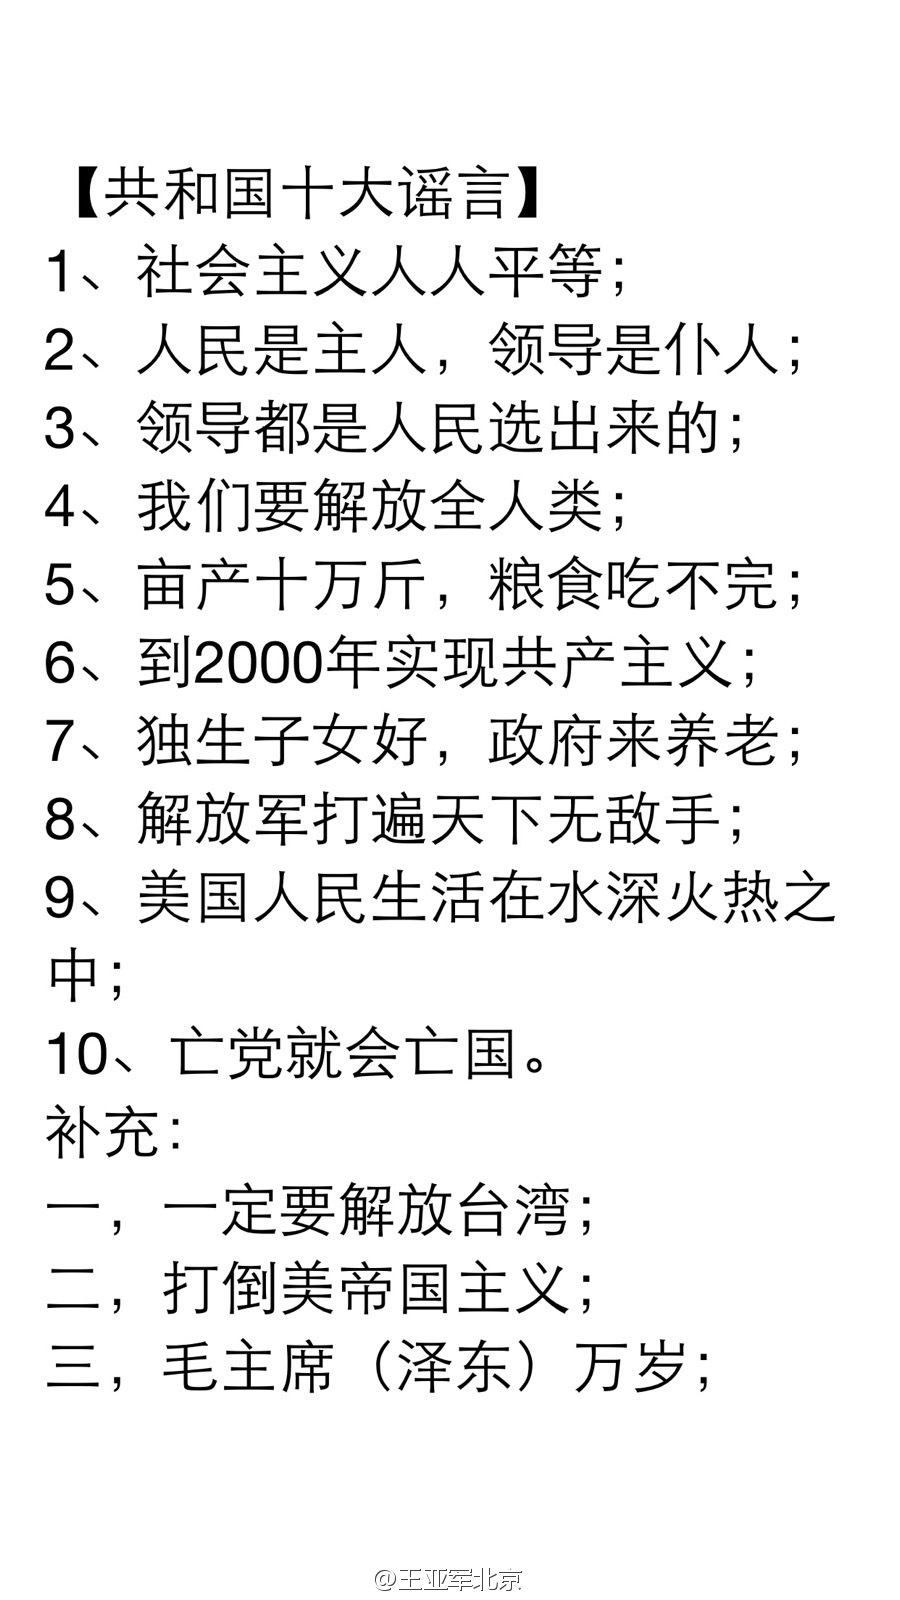 【共和国十大谣言】
1、社会主义人人平等；
2、人民是主人，领导是仆人；
3、领导都是人民选出来的；
4、我们要解放全人类；
5、亩产十万斤，粮食吃不完；
6、到2000年实现共产主义；
7、独生子女好，政府来养老；
8、解放军打遍天下无敌手；
9、美国人民生活在水深火热之
中；
10、亡党就会亡国。
补充：
一，一定要解放台湾；
二，打倒美帝国主义；
三，毛主席（泽东）万岁；
@王亚军北京